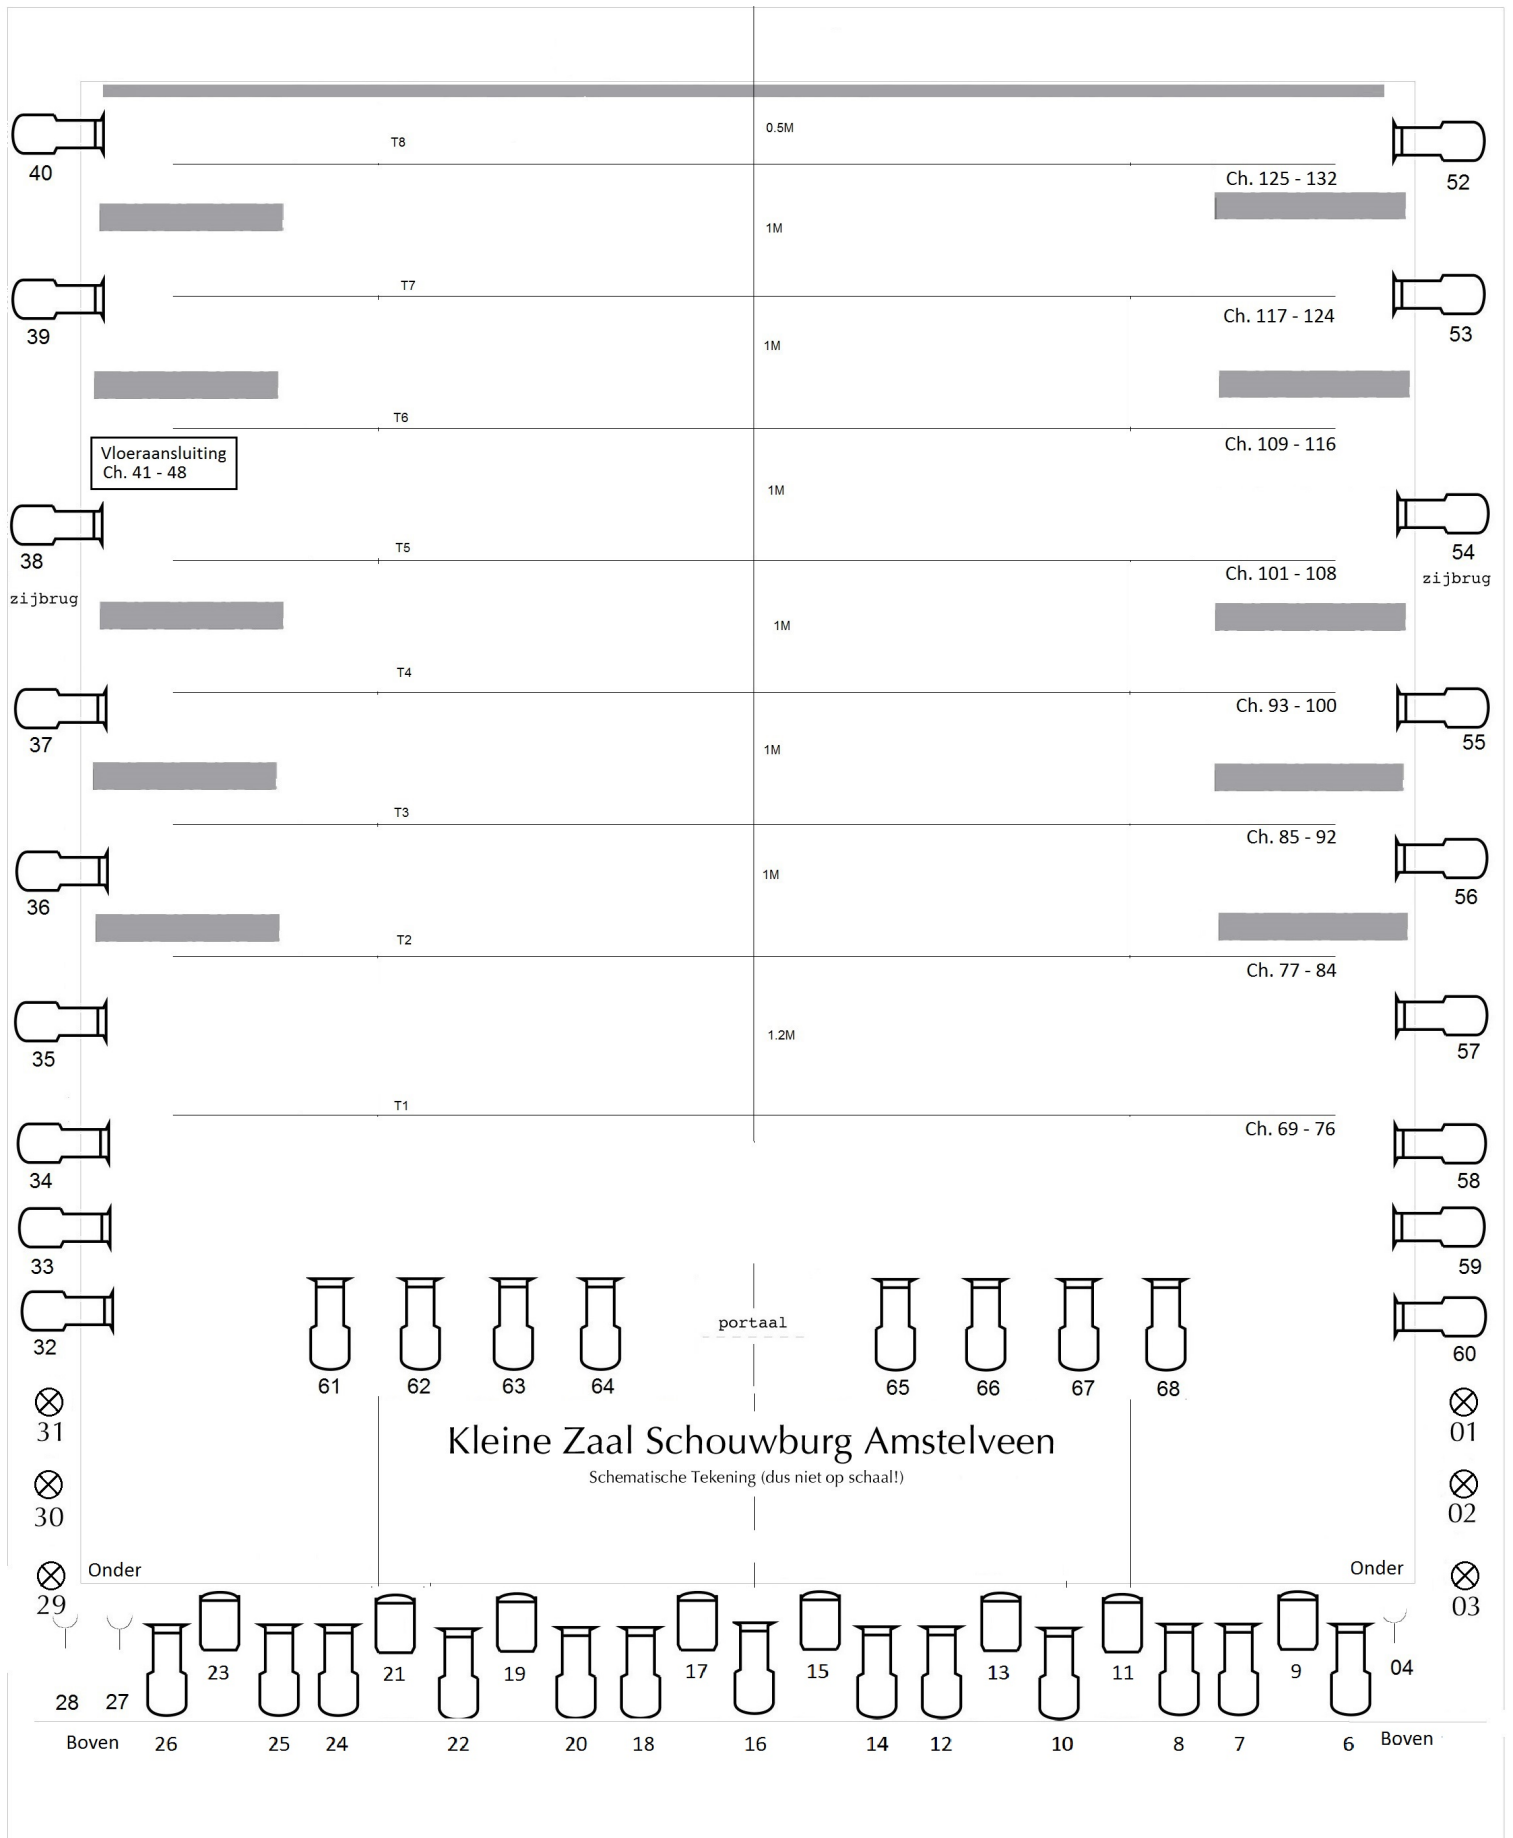 0.5M
T8
40
52
Ch. 125 - 132
1M
T7
39
53
Ch. 117 - 124
1M
T6
Ch. 109 - 116
Vloeraansluiting
Ch. 41 - 48
1M
T5
38
54
Ch. 101 - 108
zijbrug
zijbrug
1M
T4
Ch. 93 - 100
37
55
1M
T3
Ch. 85 - 92
1M
36
56
T2
Ch. 77 - 84
1.2M
35
57
T1
Ch. 69 - 76
34
58
33
59
portaal
32
60
61
62
63
64
65
66
67
68
31
01
Kleine Zaal Schouwburg Amstelveen
Schematische Tekening (dus niet op schaal!)
30
02
Onder
Onder
29
03
23
21
19
17
15
13
11
9
04
28
27
Boven
26
25
24
22
20
18
16
14
12
10
8
7
6
Boven